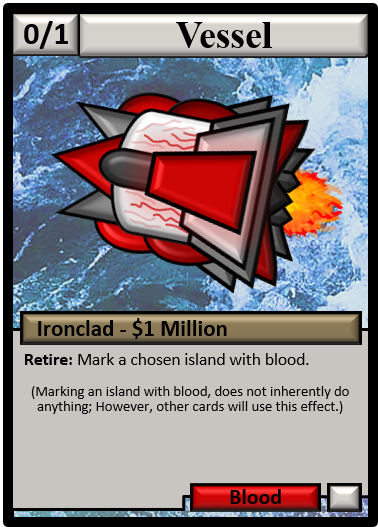 0/1 Vessel
Ironclad - $1 Million
Retire: Mark a chosen island with blood.
(Marking an island with blood, does not inherently do
anything; However, other cards will use this effect.)
Blood